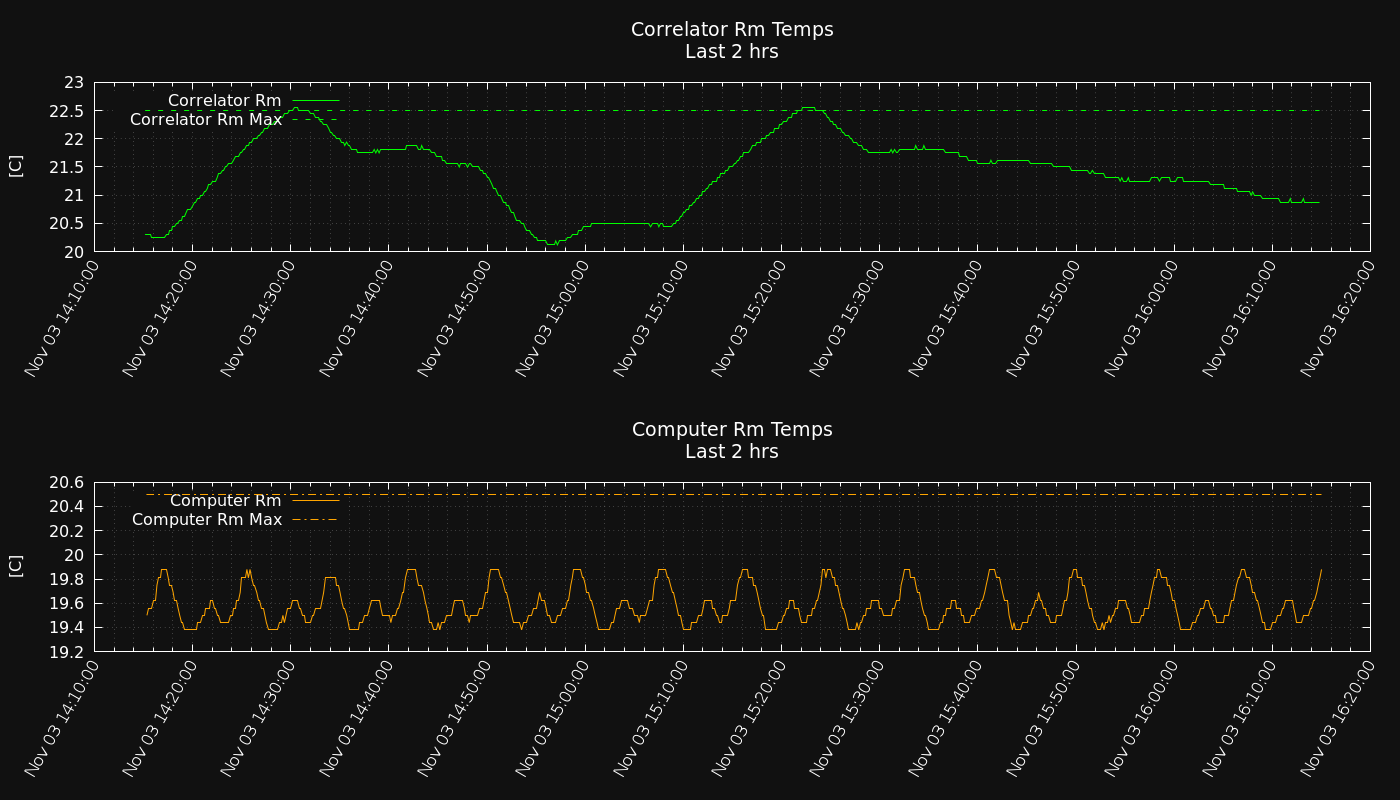 Correlator Rm Temps
Last 2 hrs
23
22.5
22
21.5
21
20.5
20
[C]
Correlator Rm
Correlator Rm Max
Nov 03 14:10:00
Nov 03 14:20:00
Nov 03 14:30:00
Nov 03 14:40:00
Nov 03 14:50:00
Nov 03 15:00:00
Nov 03 15:10:00
Nov 03 15:20:00
Nov 03 15:30:00
Nov 03 15:40:00
Nov 03 15:50:00
Nov 03 16:00:00
Nov 03 16:10:00
Nov 03 16:20:00
Computer Rm Temps
Last 2 hrs
20.6
20.4
20.2
20
19.8
19.6
19.4
19.2
[C]
Computer Rm
Computer Rm Max
Nov 03 14:10:00
Nov 03 14:20:00
Nov 03 14:30:00
Nov 03 14:40:00
Nov 03 14:50:00
Nov 03 15:00:00
Nov 03 15:10:00
Nov 03 15:20:00
Nov 03 15:30:00
Nov 03 15:40:00
Nov 03 15:50:00
Nov 03 16:00:00
Nov 03 16:10:00
Nov 03 16:20:00